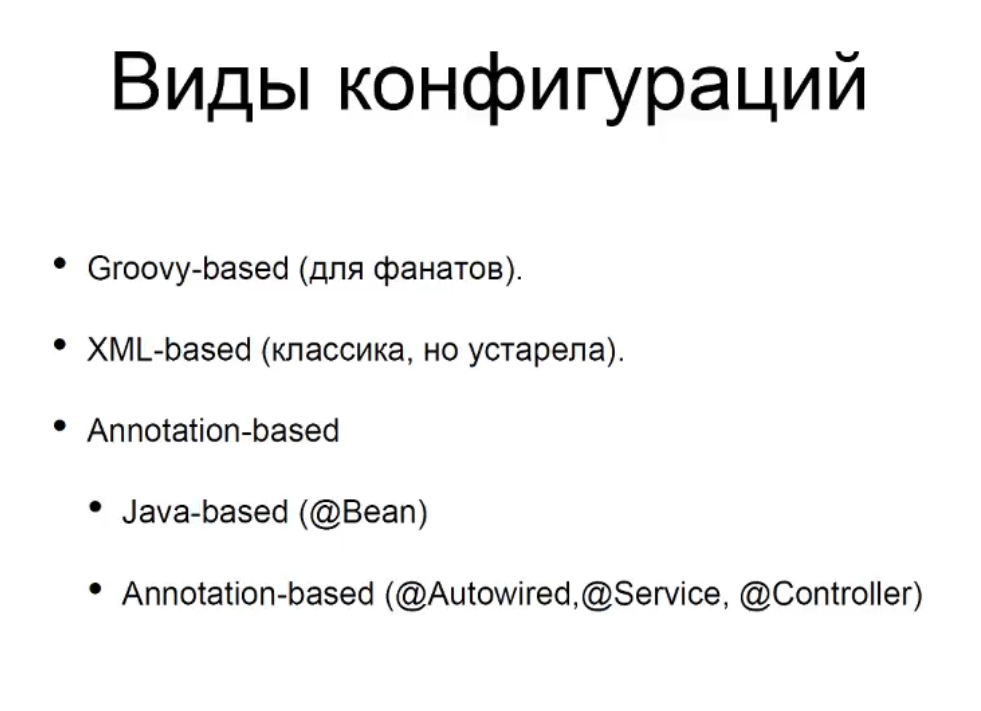 Виды конфигураций
• Groovy-based (для фанатов).
• XML-based (классика, но устарела).
• Annotation-based
• Java-based (@Bean)
• Annotation-based (@Autowired,@Service, @Controller)